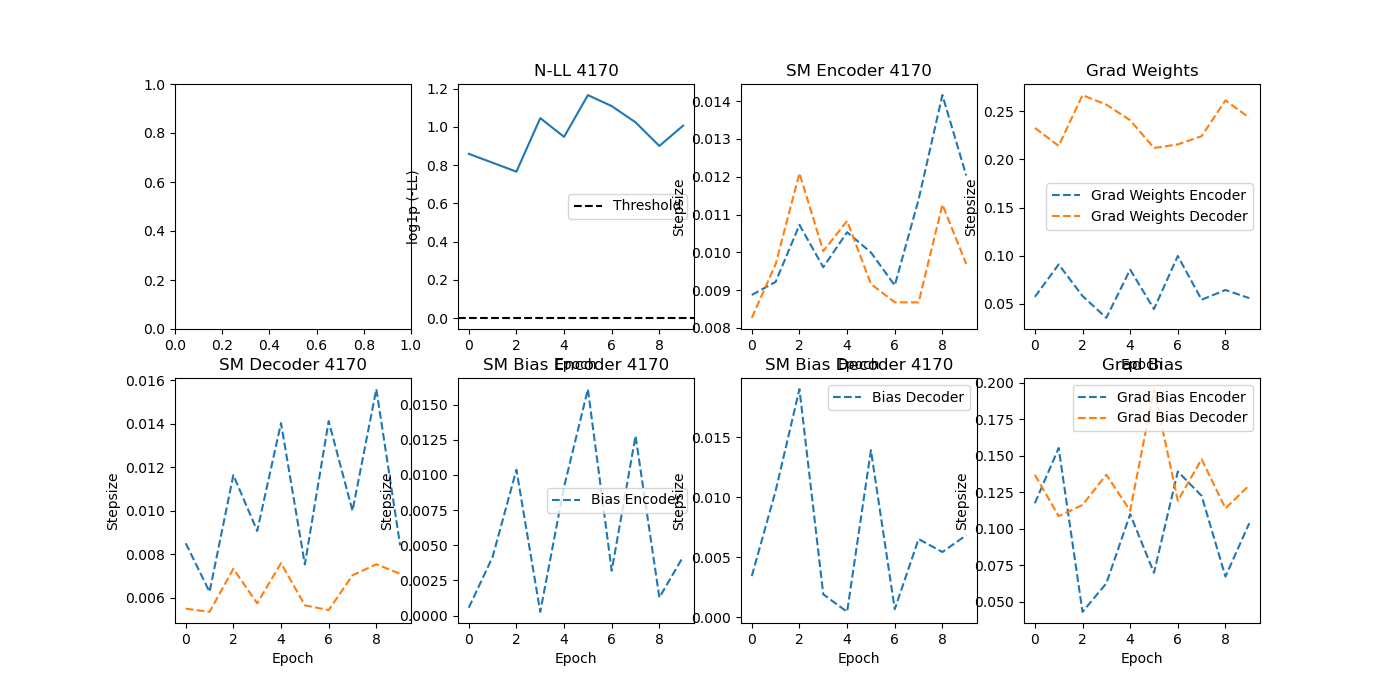 N-LL 4170
SM Encoder 4170
Grad Weights
1.0
0.8
0.6
0.4
0.2
0.0
0.0 0.2 0.4 0.6 0.8 1.0
log1p (-LL)
1.2
1.0
0.8
0.6
0.4
0.2
0.0
Threshold
0 2 4 6 8
Epoch
Stepsize
0.014
0.013
0.012
0.011
0.010
0.009
0.008
0 2 4 6 8
Epoch
Stepsize
0.25
0.20
0.15
0.10
0.05
Grad Weights Encoder
Grad Weights Decoder
0 2 4 6 8
Epoch
SM Decoder 4170
SM Bias Encoder 4170
SM Bias Decoder 4170
Grad Bias
Stepsize
0.016
0.014
0.012
0.010
0.008
0.006
0 2 4 6 8
Epoch
Stepsize
0.0150
0.0125
0.0100
0.0075
0.0050
0.0025
0.0000
Bias Encoder
0 2 4 6 8
Epoch
Stepsize
0.015
0.010
0.005
0.000
Bias Decoder
0 2 4 6 8
Epoch
Stepsize
0.200
0.175
0.150
0.125
0.100
0.075
0.050
Grad Bias Encoder
Grad Bias Decoder
0 2 4 6 8
Epoch